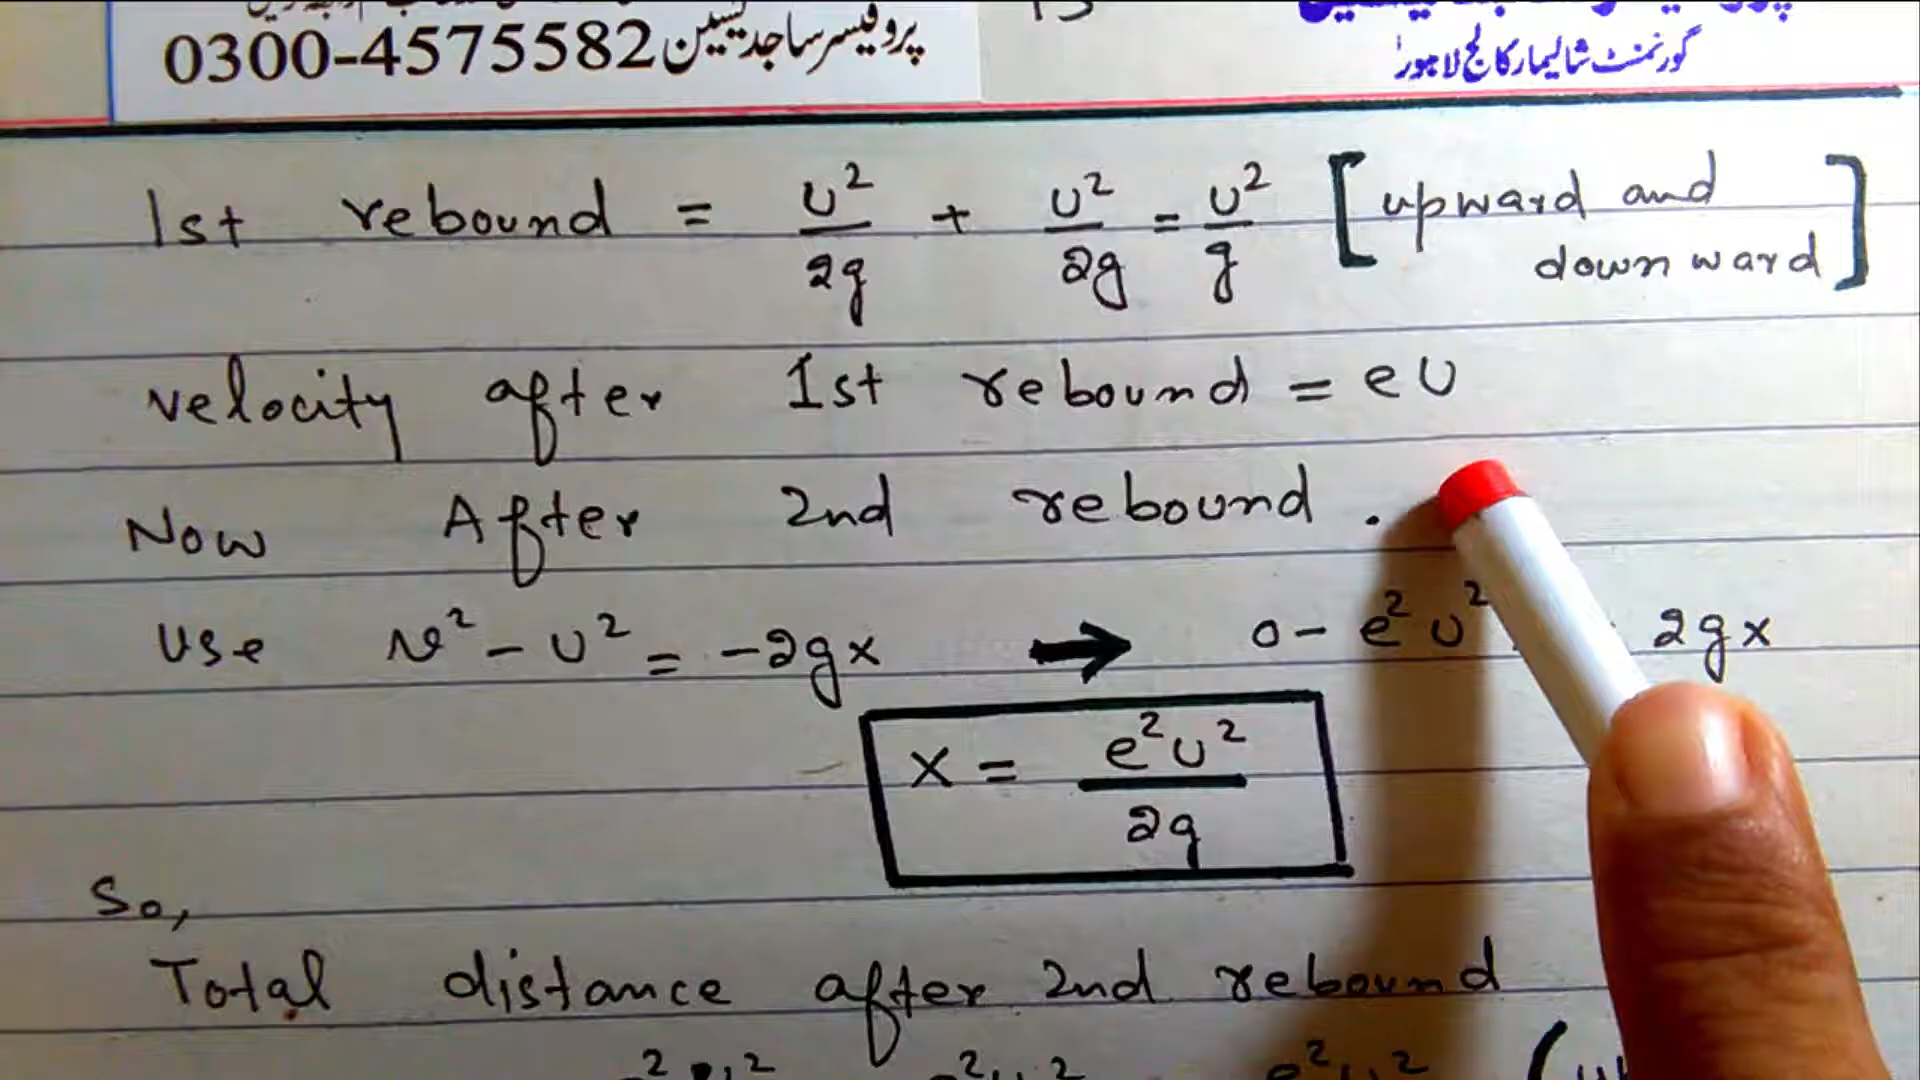 0300-4575582 پروفیسر ساجد یٰسین
گورنمنٹ شالیمار کالج لاہور
1st rebound = U²/2g + U²/2g = U²/g [upward and downward]
velocity after 1st rebound = eU
Now After 2nd rebound.
Use v² - U² = -2gx → 0 - e²U² 2gx
x = e²U²/2g
So,
Total distance after 2nd rebound